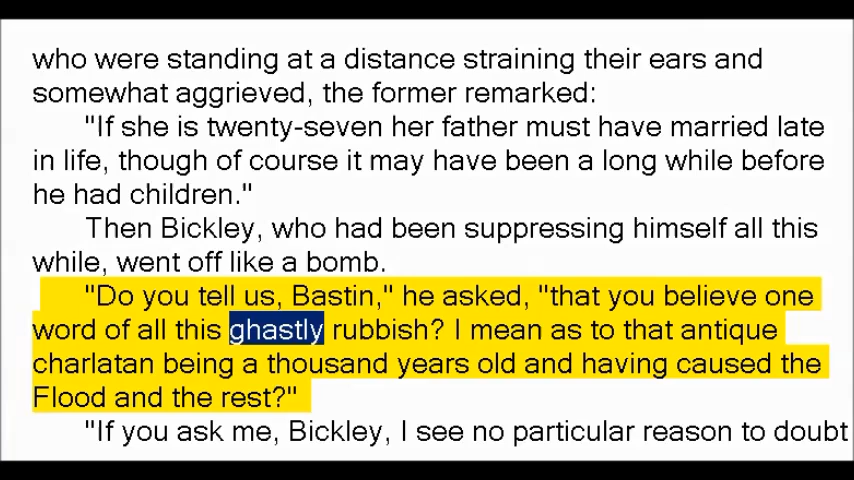 who were standing at a distance straining their ears and
somewhat aggrieved, the former remarked:
"If she is twenty-seven her father must have married late
in life, though of course it may have been a long while before
he had children."
Then Bickley, who had been suppressing himself all this
while, went off like a bomb.
"Do you tell us, Bastin," he asked, "that you believe one
word of all this ghastly rubbish? I mean as to that antique
charlatan being a thousand years old and having caused the
Flood and the rest?"
"If you ask me, Bickley, I see no particular reason to doubt